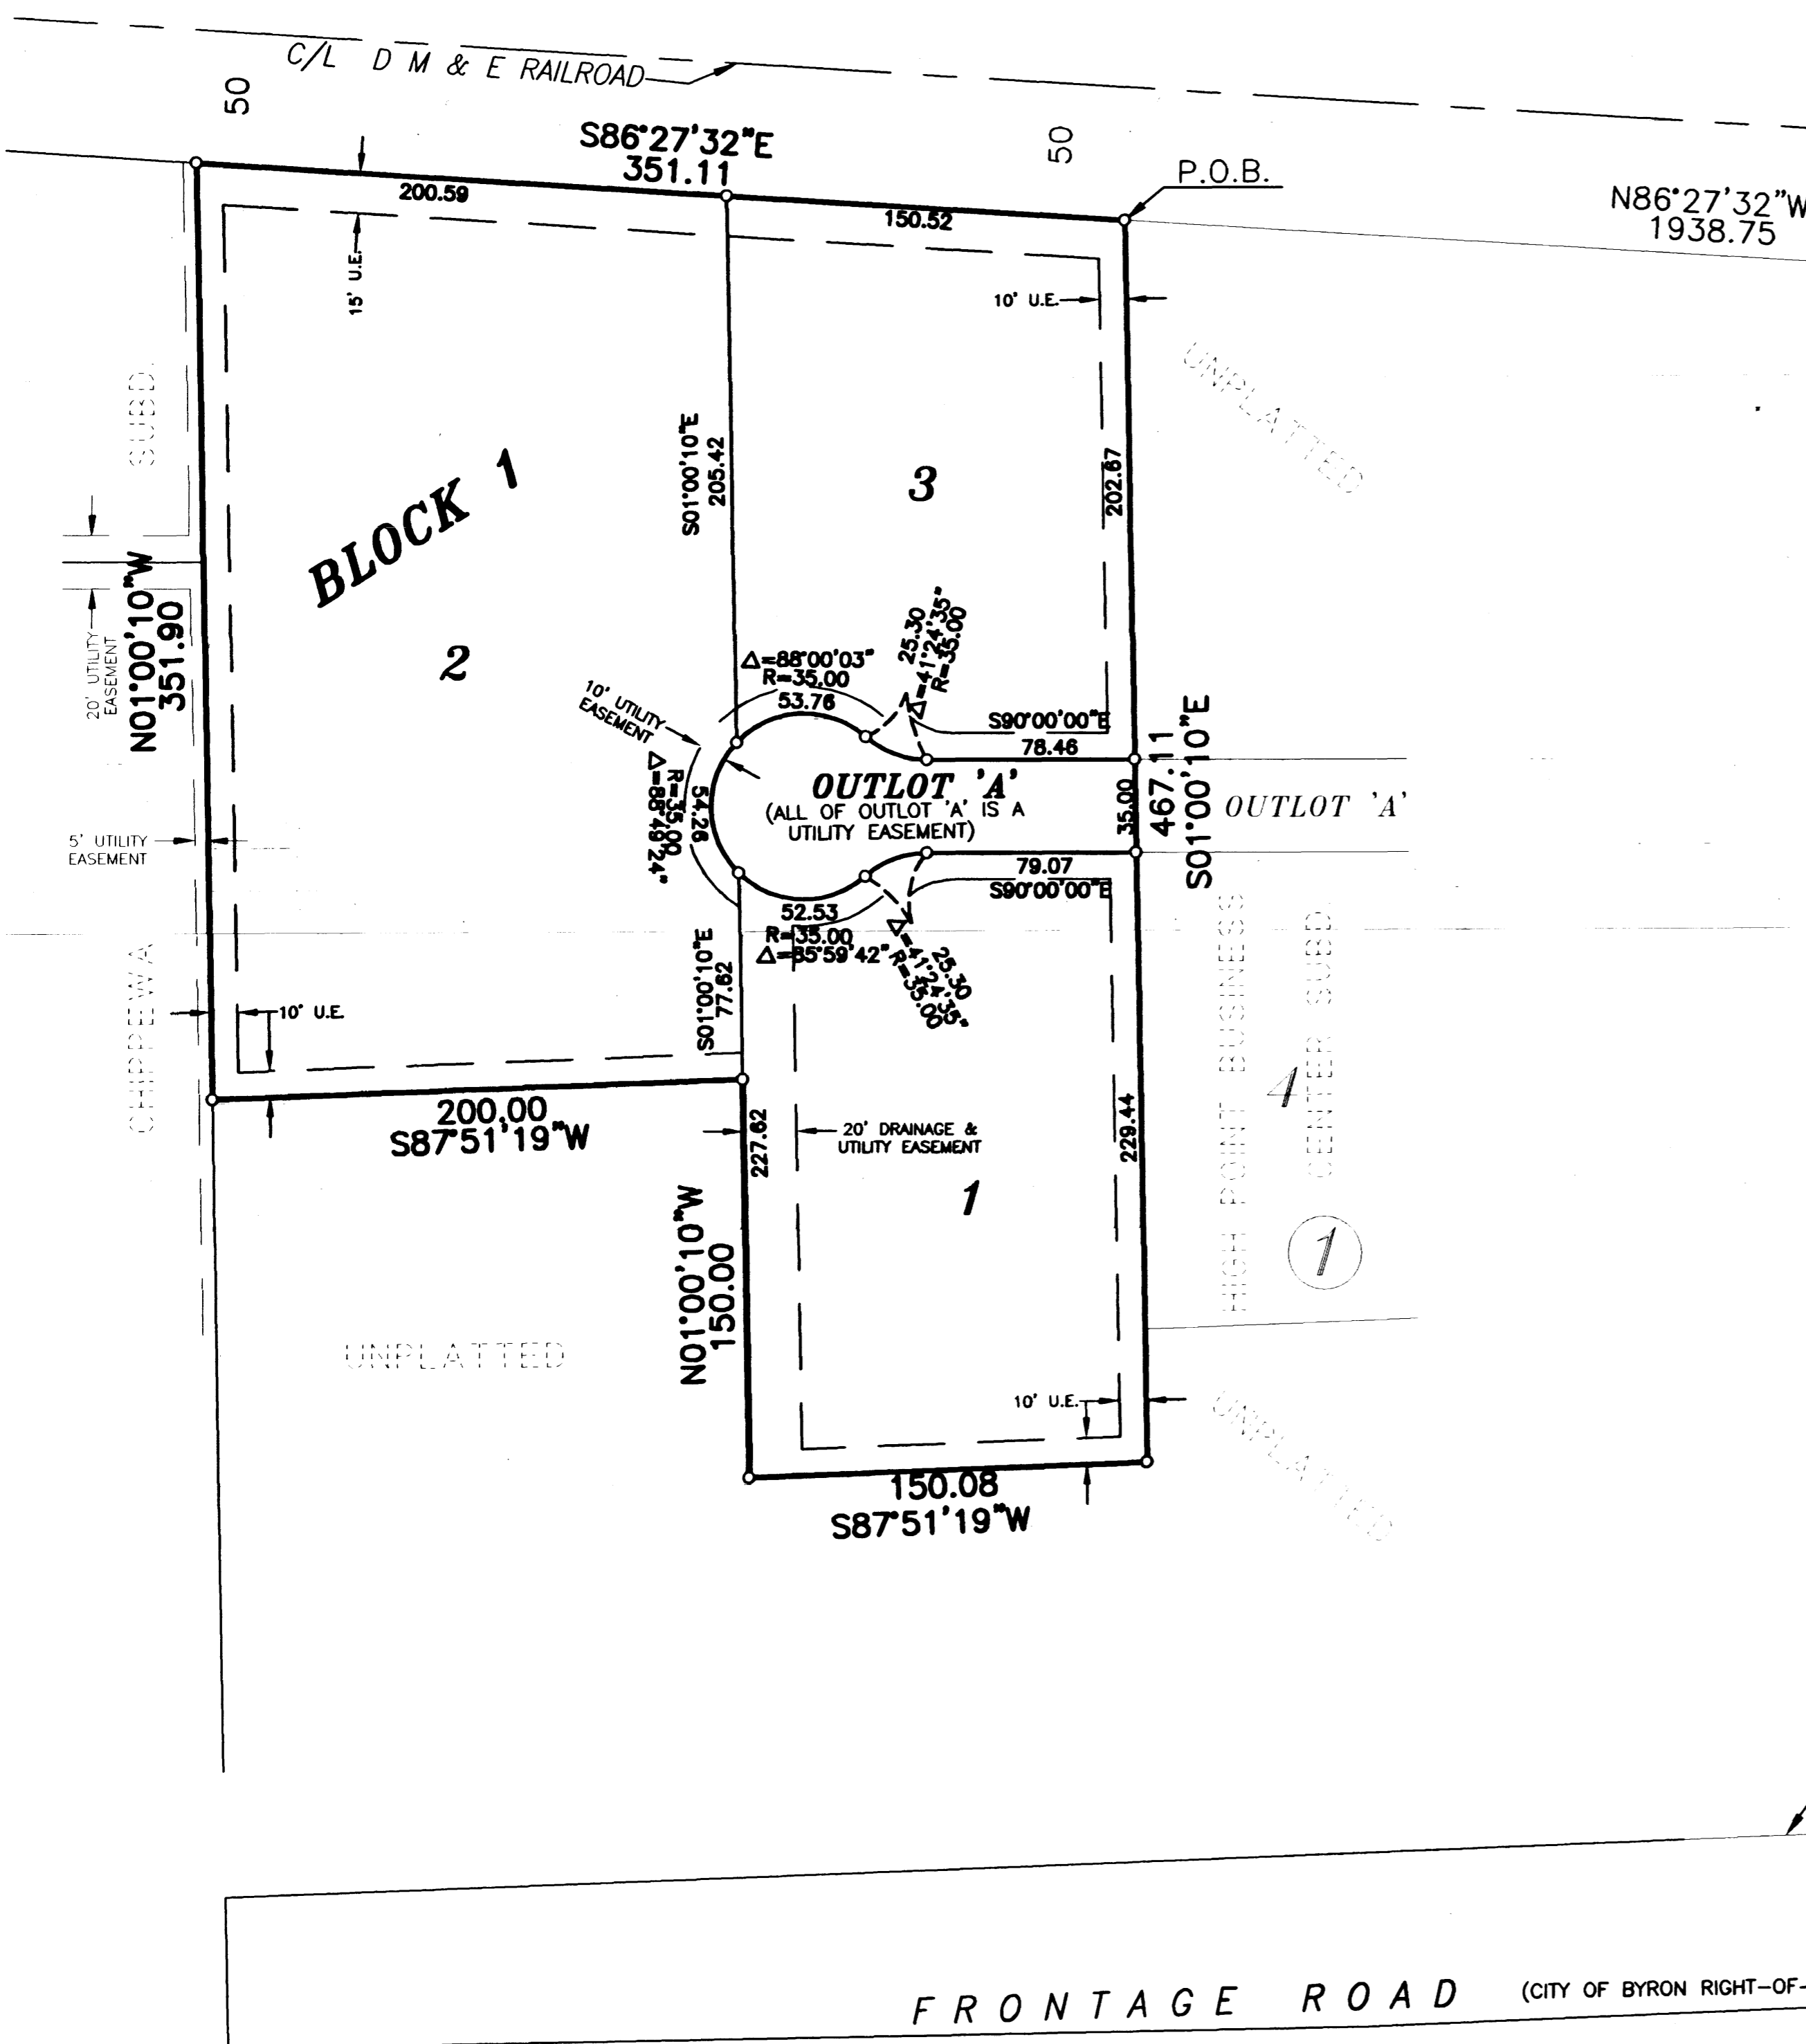 C/L D M & E RAILROAD
50
50
S86°27'32"E
351.11
P.O.B.
N86°27'32"W
1938.75
200.59
150.52
15' U.E.
10' U.E.
UNPLATTED
SUBD.
S01°00'10"E
205.42
3
202.67
BLOCK 1
2
20' UTILITY
EASEMENT
N01°00'10"W
351.90
25.30
Δ=41°24'35"
R=35.00
Δ=88°00'03"
R=35.00
53.76
10' UTILITY
EASEMENT
S90°00'00"E
78.46
467.11
S01°00'10"E
54.26
R=35.00
Δ=88°49'24"
OUTLOT 'A'
(ALL OF OUTLOT 'A' IS A
UTILITY EASEMENT)
35.00
OUTLOT 'A'
5' UTILITY
EASEMENT
79.07
S90°00'00"E
52.53
R=35.00
Δ=85°59'42"
25.30
Δ=41°24'35"
R=35.00
CHIPPEWA
S01°00'10"E
77.62
10' U.E.
HIGH POINT BUSINESS
CENTER SUBD.
4
200.00
S87°51'19"W
227.62
20' DRAINAGE &
UTILITY EASEMENT
229.44
1
1
N01°00'10"W
150.00
UNPLATTED
10' U.E.
UNPLATTED
150.08
S87°51'19"W
FRONTAGE ROAD (CITY OF BYRON RIGHT-OF-